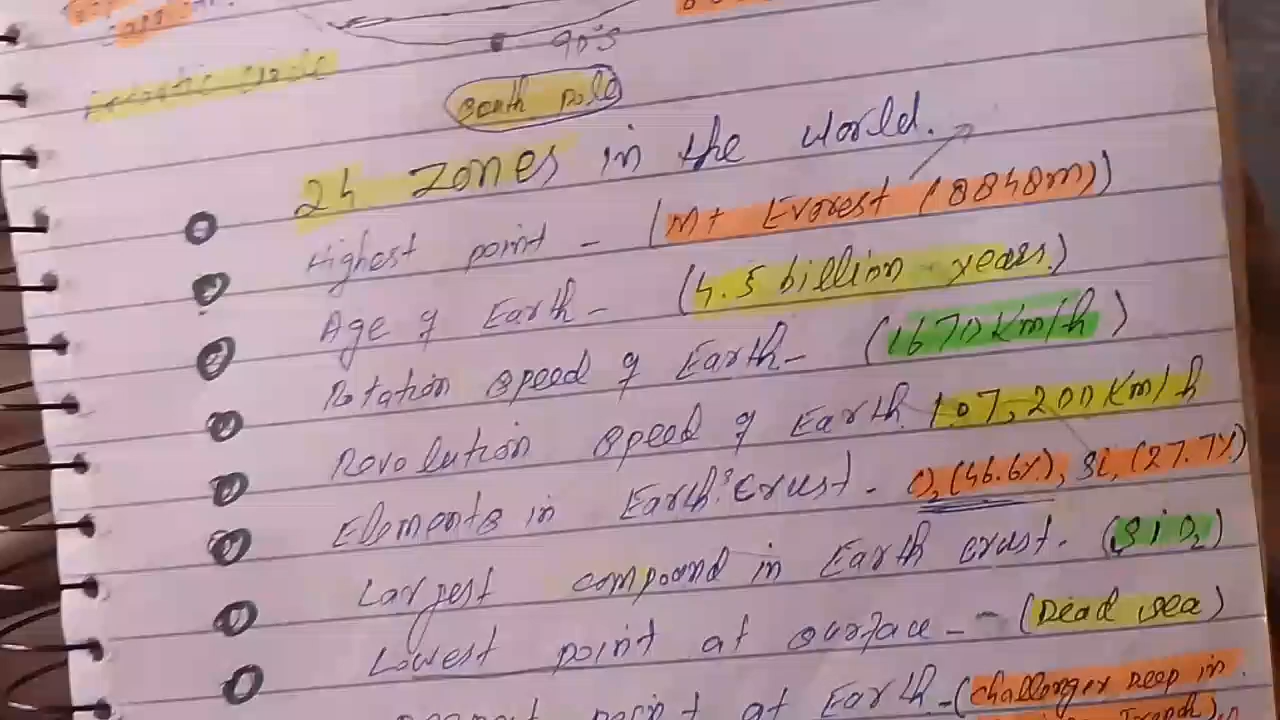 90°S
South pole
24 zones in the world.
Highest point - (Mt Everest (8848m))
Age of Earth - (4.5 billion years)
Rotation speed of Earth - (1670 Km/h)
Revolution speed of Earth 107,200 Km/h
Elements in Earth's crust - O, (46.6%), Si, (27.7%)
Largest compound in Earth crust. (SiO2)
Lowest point at surface - - (Dead sea)
point at Earth - (challenger Deep in